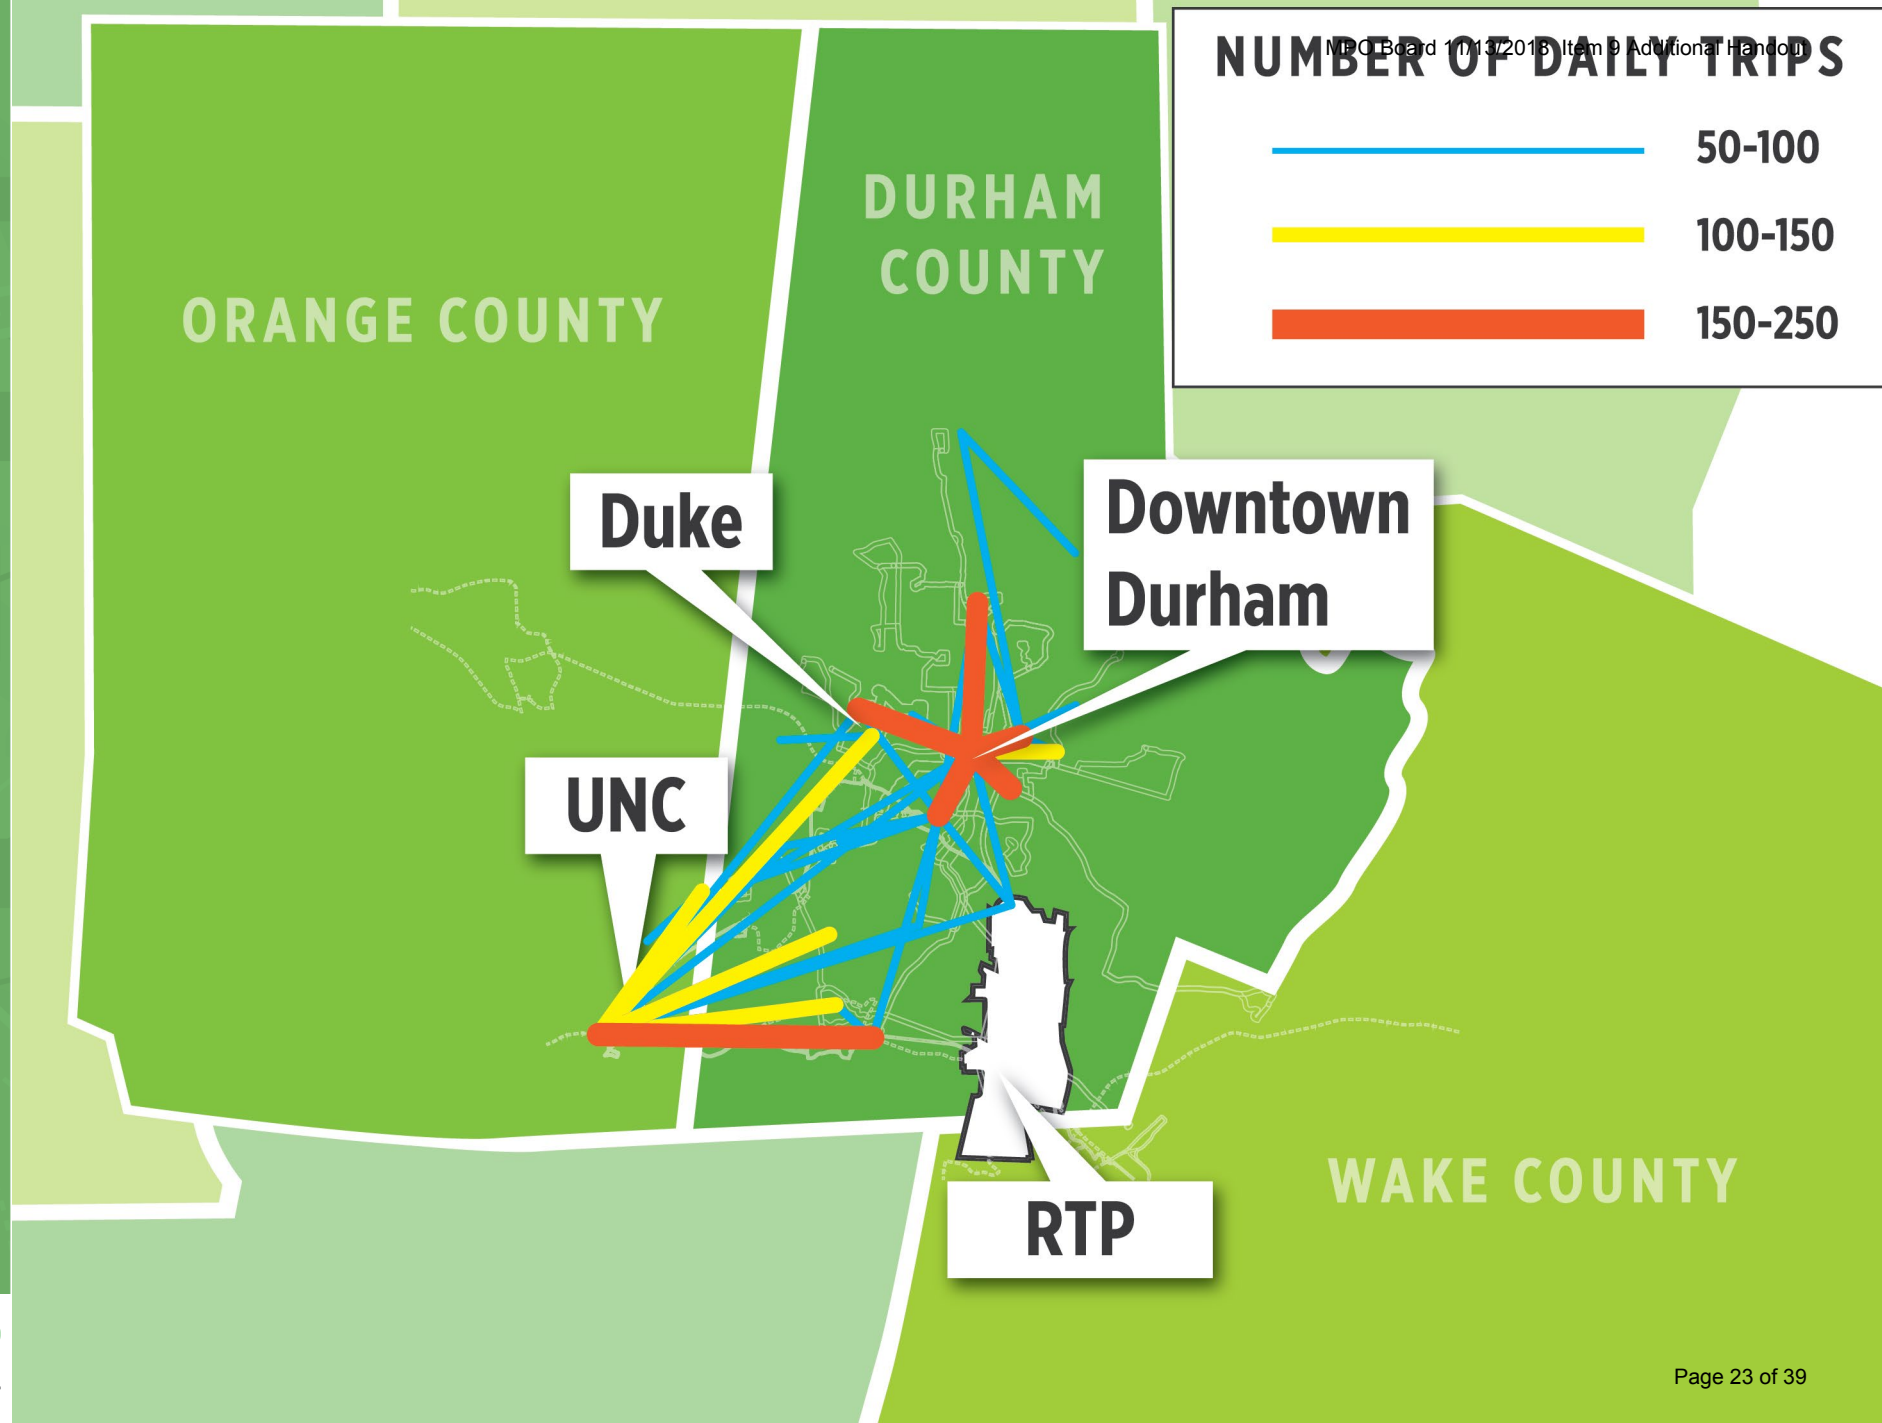 MPO Board 11/13/2018 Item 9 Additional Handout
NUMBER OF DAILY TRIPS
50-100
100-150
150-250
DURHAM
COUNTY
ORANGE COUNTY
Duke
Downtown
Durham
UNC
RTP
WAKE COUNTY
Page 23 of 39